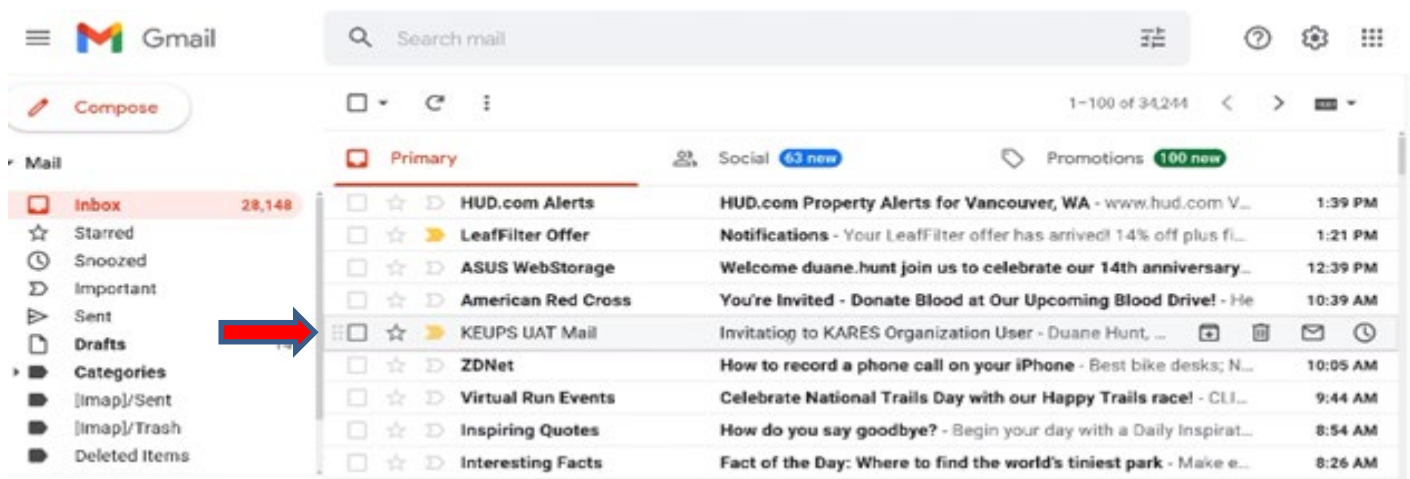 Gmail
Search mail
Compose
1-100 of 34,244
Mail
Primary
Social 63 new
Promotions 100 new
Inbox 28,148
HUD.com Alerts HUD.com Property Alerts for Vancouver, WA - www.hud.com V... 1:39 PM
Starred
LeafFilter Offer Notifications - Your LeafFilter offer has arrived! 14% off plus fi... 1:21 PM
Snoozed
ASUS WebStorage Welcome duane.hunt join us to celebrate our 14th anniversary... 12:39 PM
Important
American Red Cross You're Invited - Donate Blood at Our Upcoming Blood Drive! - He 10:39 AM
Sent
KEUPS UAT Mail Invitation to KARES Organization User - Duane Hunt, ...
Drafts
ZDNet How to record a phone call on your iPhone - Best bike desks; N... 10:05 AM
Categories
Virtual Run Events Celebrate National Trails Day with our Happy Trails race! - CLI... 9:44 AM
[Imap]/Sent
Inspiring Quotes How do you say goodbye? - Begin your day with a Daily Inspirat... 8:54 AM
[Imap]/Trash
Interesting Facts Fact of the Day: Where to find the world's tiniest park - Make e... 8:26 AM
Deleted Items